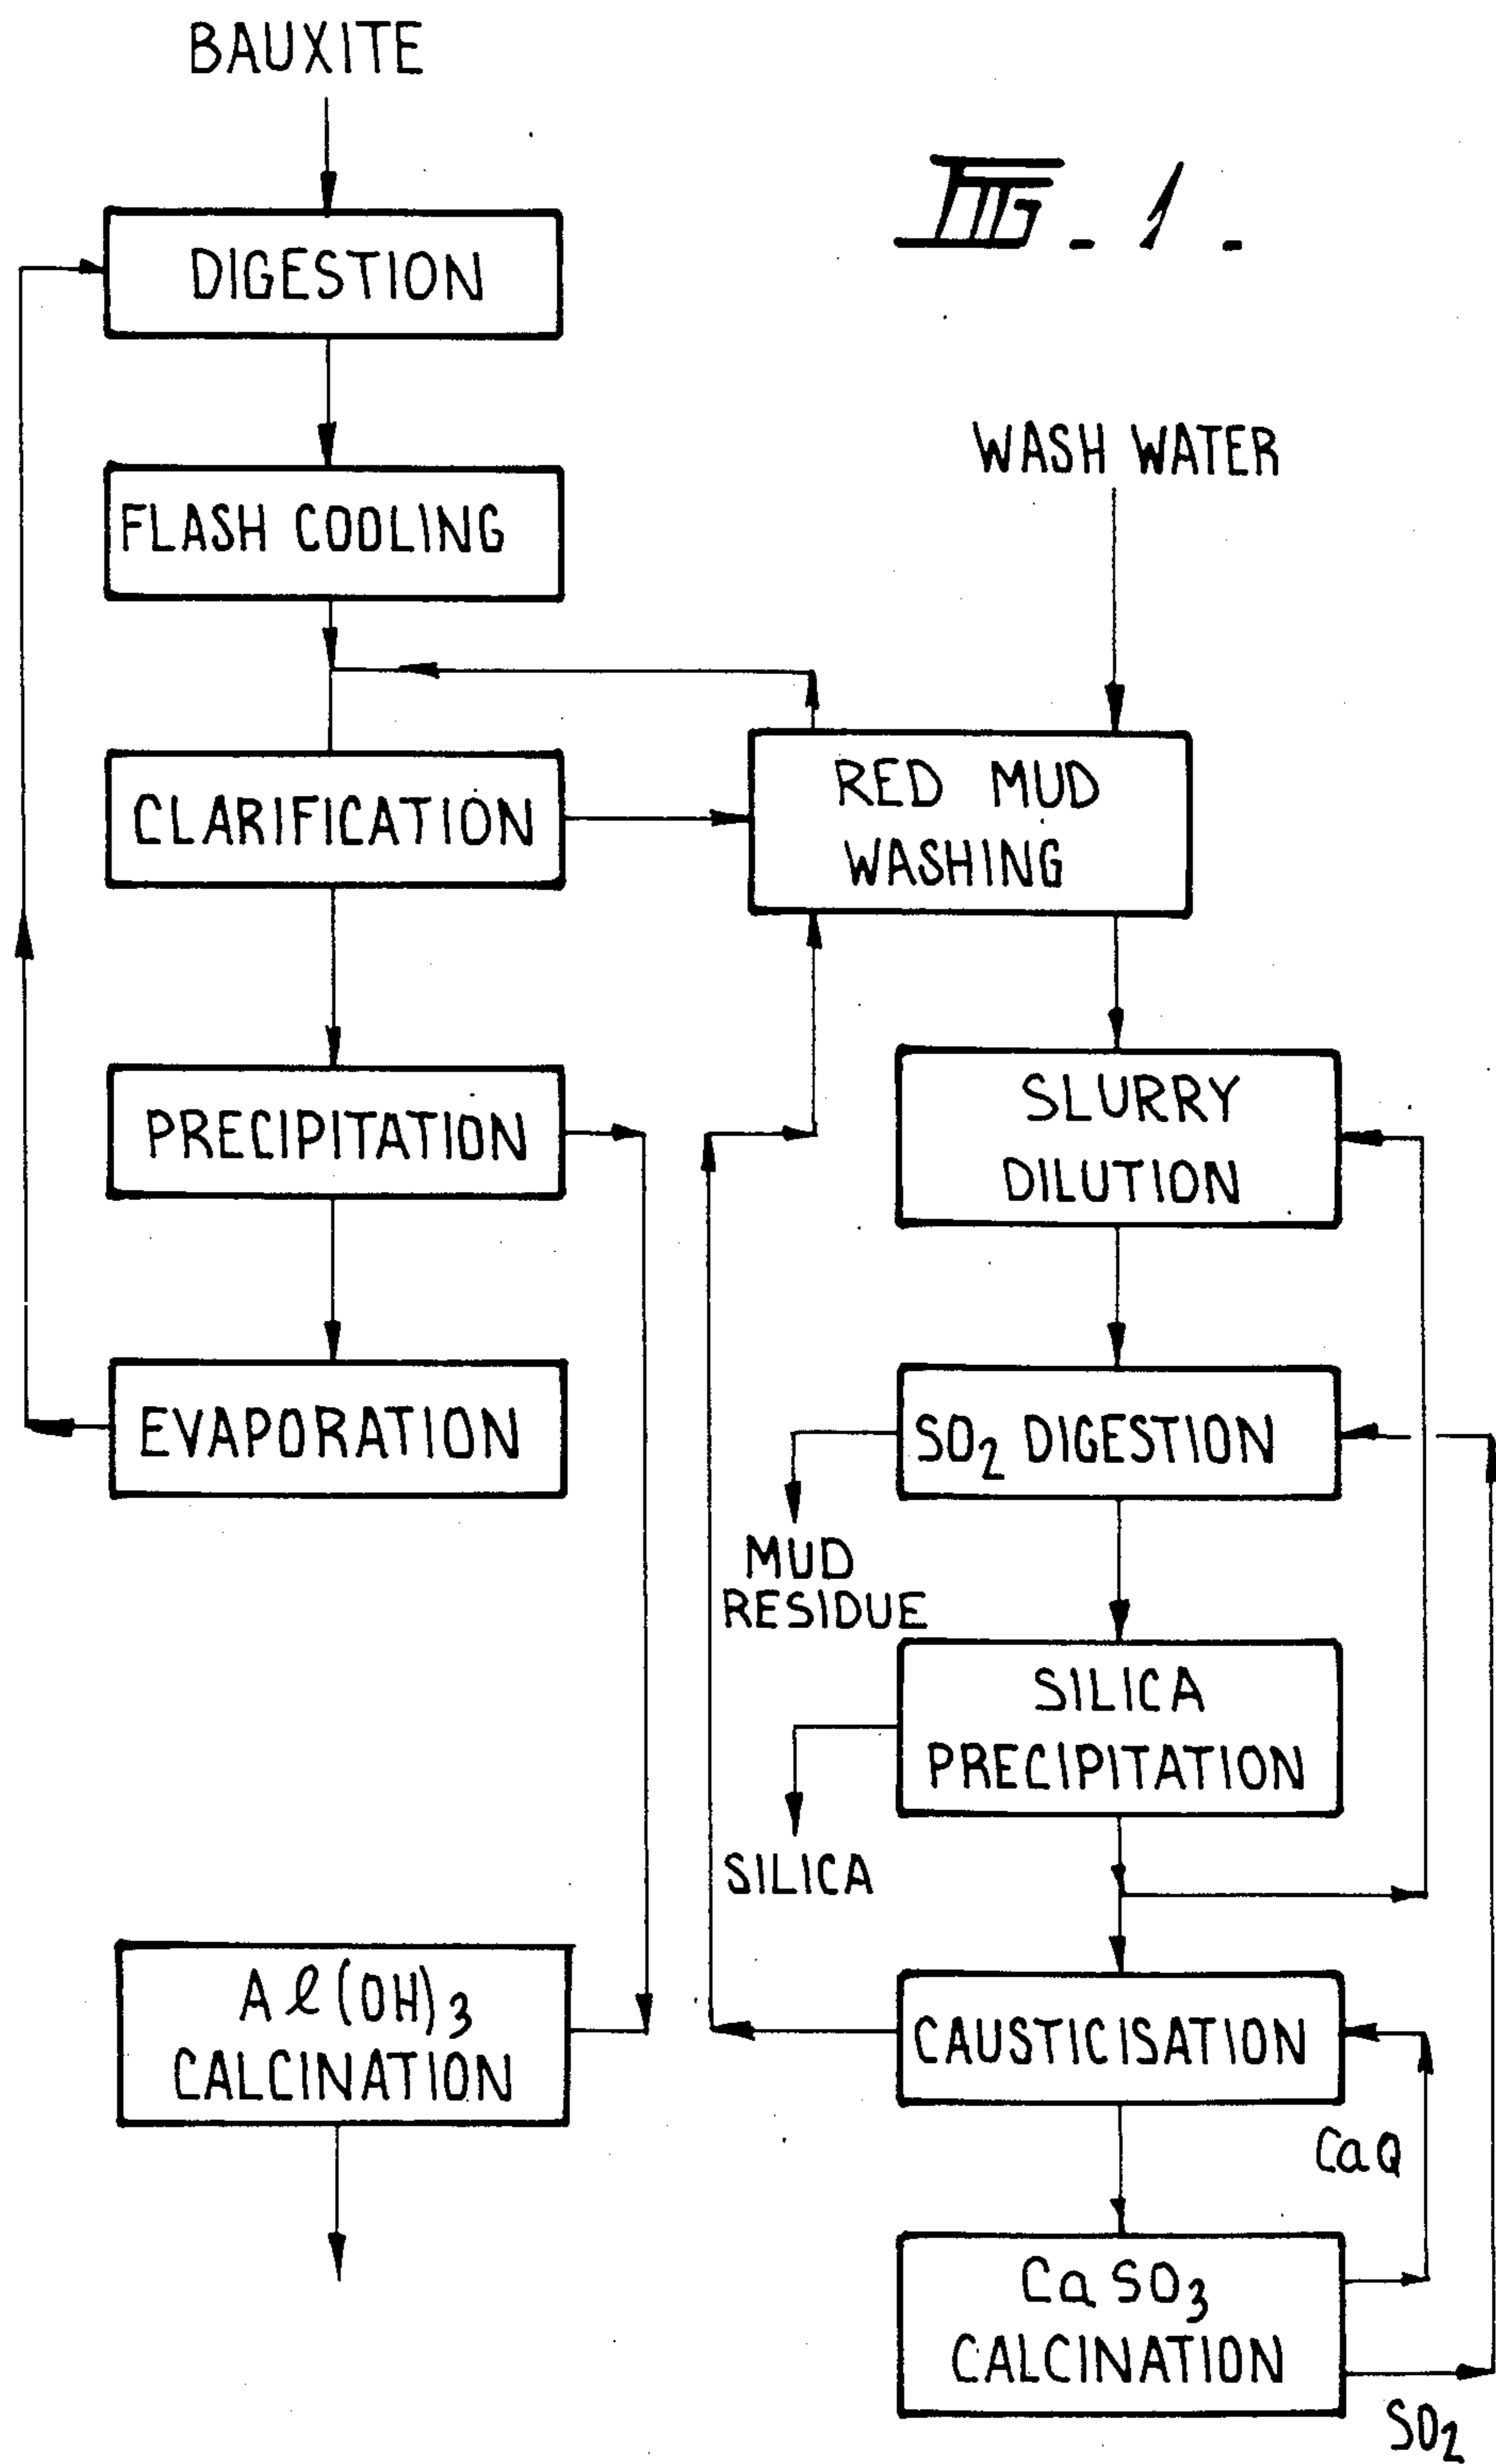 BAUXITE
FIG. 1.
DIGESTION
WASH WATER
FLASH COOLING
RED MUD
WASHING
CLARIFICATION
SLURRY
DILUTION
PRECIPITATION
EVAPORATION
SO₂ DIGESTION
MUD
RESIDUE
SILICA
PRECIPITATION
SILICA
Al(OH)₃
CALCINATION
CAUSTICISATION
CaO
CaSO₃
CALCINATION
SO₂